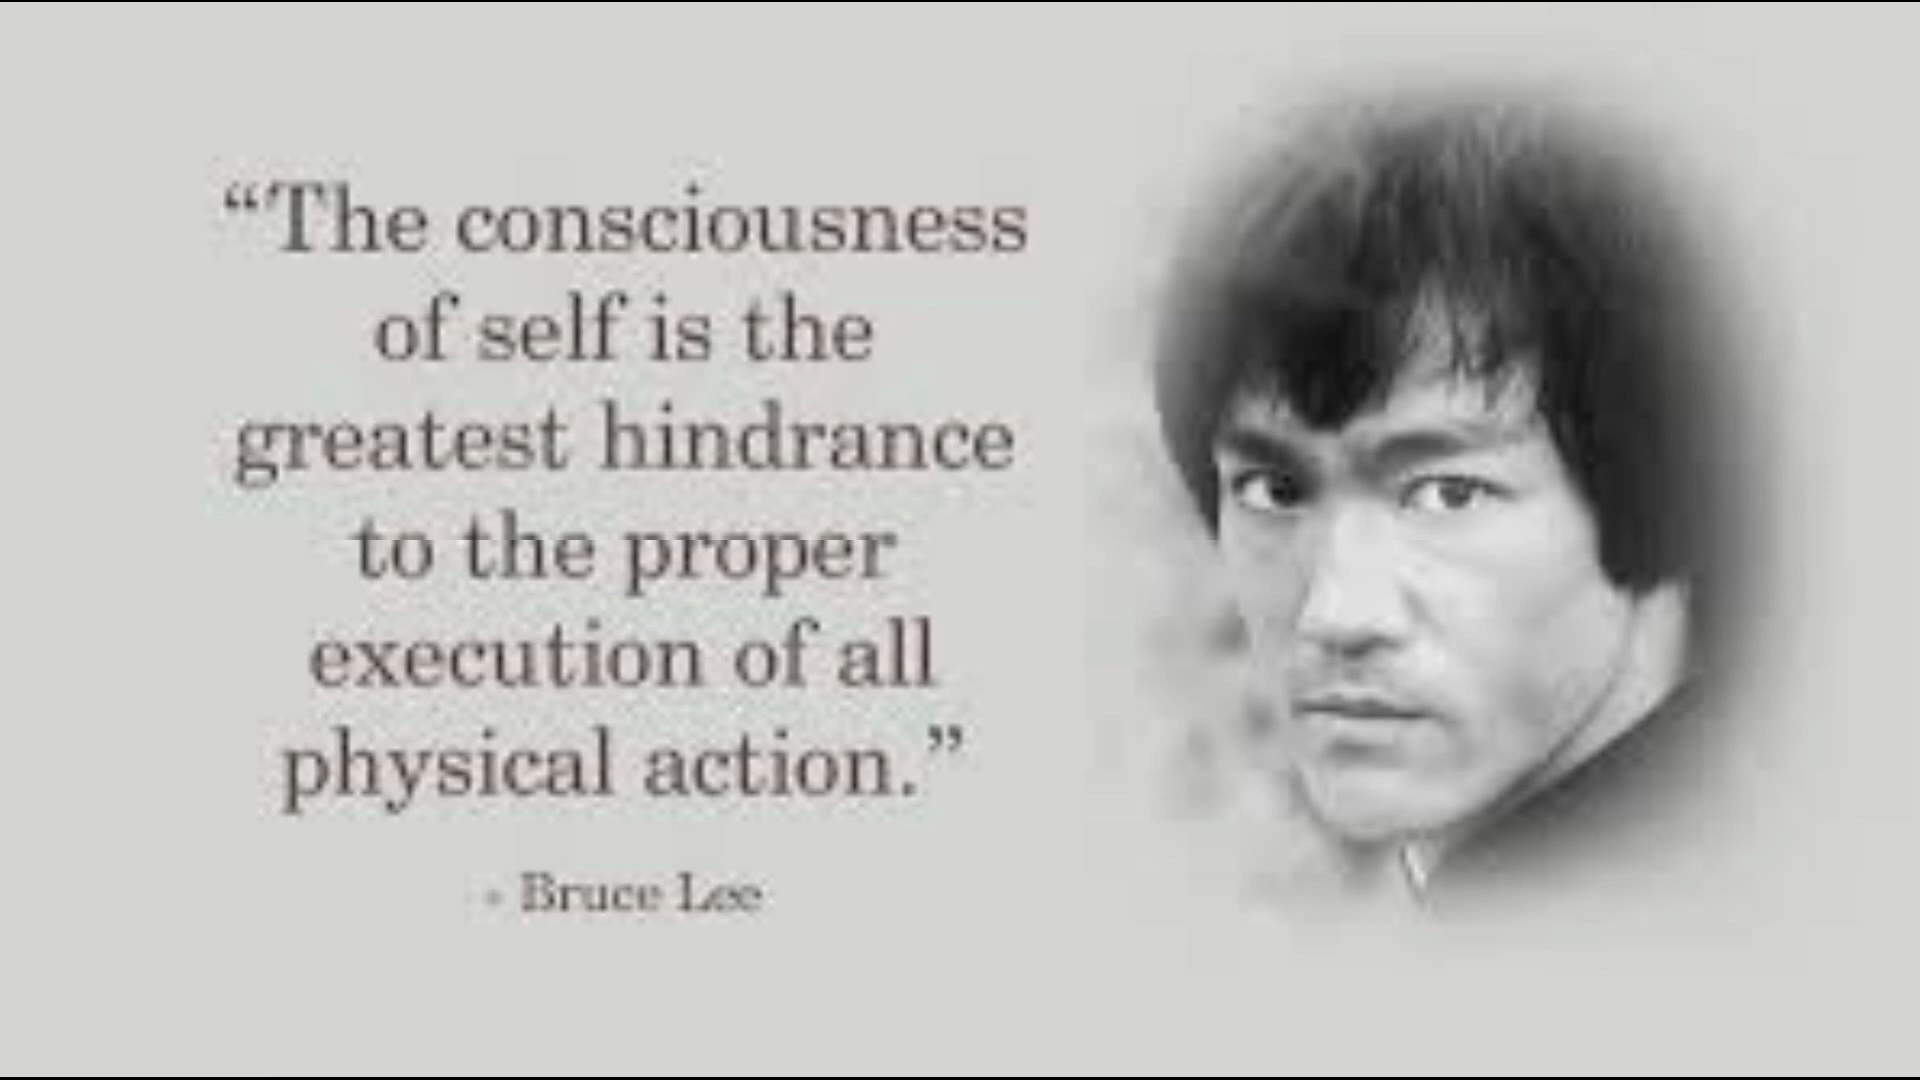 “The consciousness
of self is the
greatest hindrance
to the proper
execution of all
physical action.”
- Bruce Lee